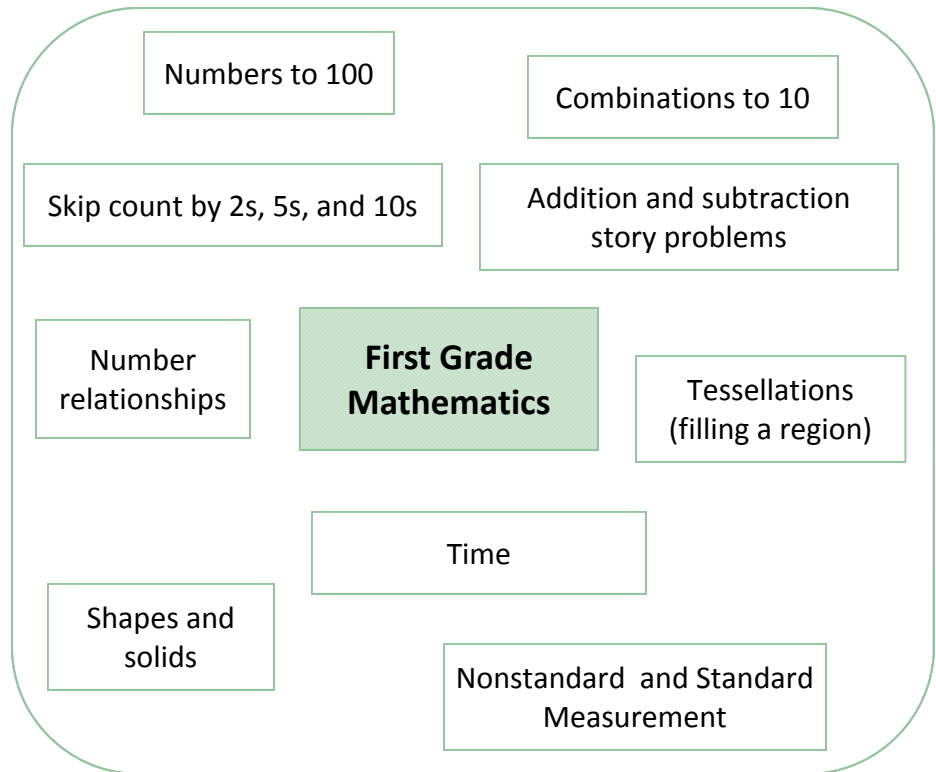 Numbers to 100
Combinations to 10
Skip count by 2s, 5s, and 10s
Addition and subtraction
story problems
Number
relationships
First Grade
Mathematics
Tessellations
(filling a region)
Time
Shapes and
solids
Nonstandard  and Standard
Measurement